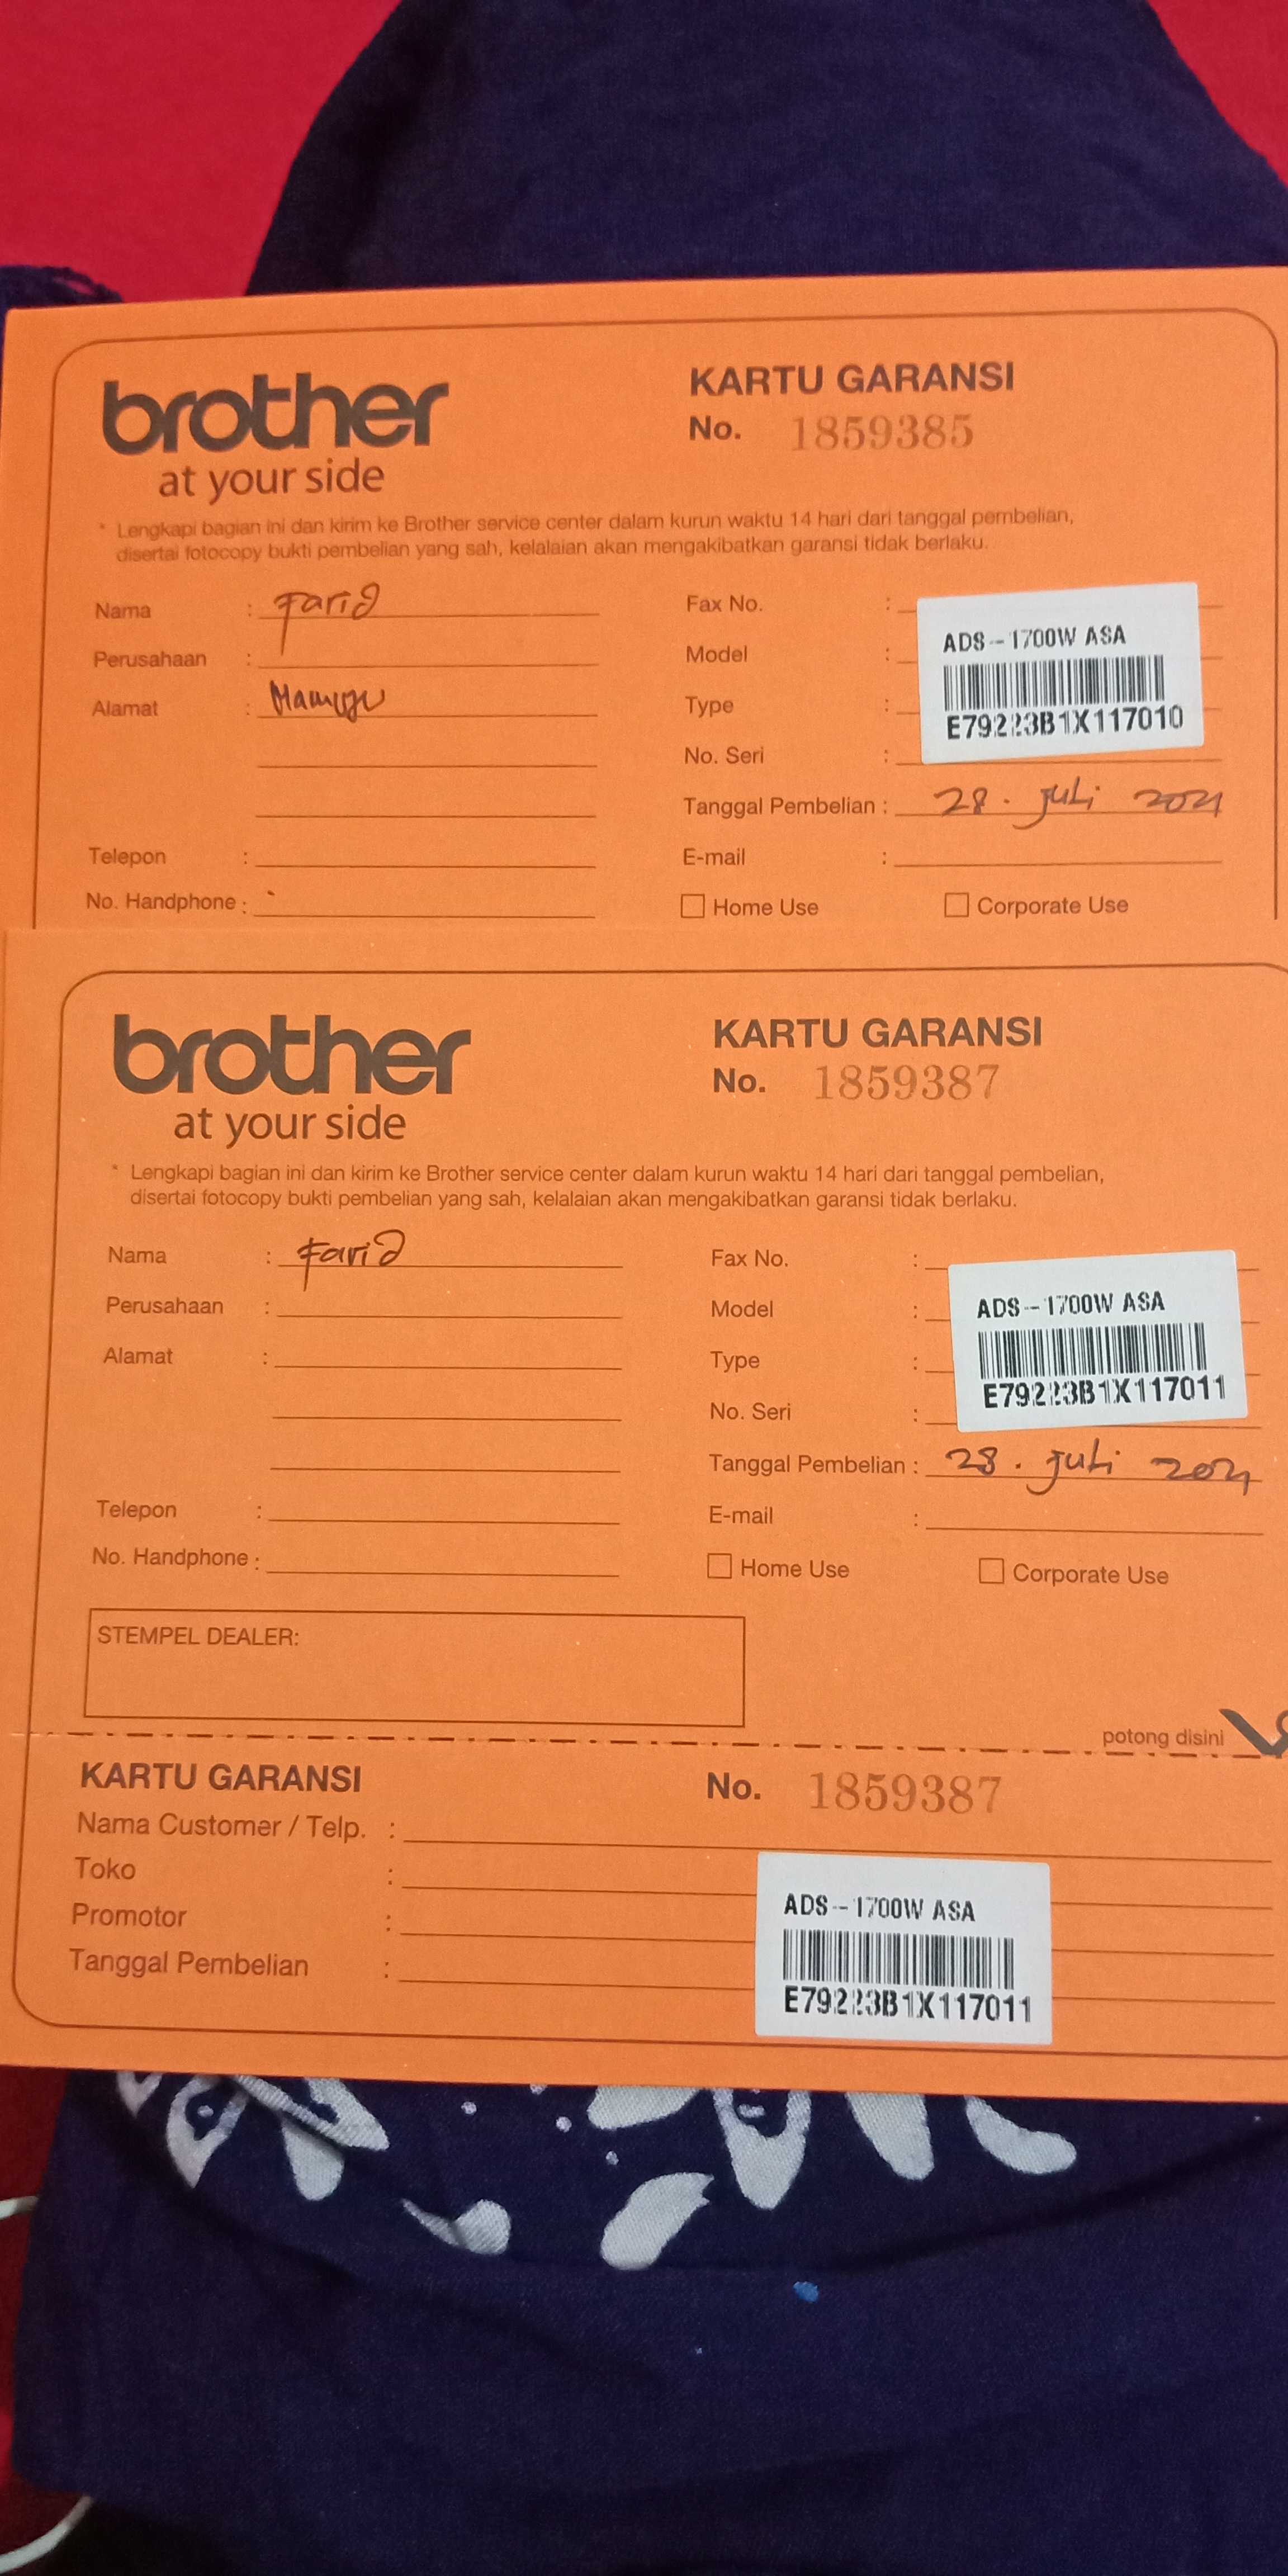 brother
at your side
KARTU GARANSI
No. 1859385
* Lengkapi bagian ini dan kirim ke Brother service center dalam kurun waktu 14 hari dari tanggal pembelian,
disertai fotocopy bukti pembelian yang sah, kelalaian akan mengakibatkan garansi tidak berlaku.
Nama : Farid
Perusahaan :
Alamat : Mamuju
Telepon :
No. Handphone :
Fax No. :
Model :
Type :
No. Seri :
ADS--1700W ASA
E79223B1X117010
Tanggal Pembelian : 28. Juli 2021
E-mail :
Home Use
Corporate Use
brother
at your side
KARTU GARANSI
No. 1859387
* Lengkapi bagian ini dan kirim ke Brother service center dalam kurun waktu 14 hari dari tanggal pembelian,
disertai fotocopy bukti pembelian yang sah, kelalaian akan mengakibatkan garansi tidak berlaku.
Nama : Farid
Perusahaan :
Alamat :
Telepon :
No. Handphone :
Fax No. :
Model :
Type :
No. Seri :
ADS--1700W ASA
E79223B1X117011
Tanggal Pembelian : 28. Juli 2021
E-mail :
Home Use
Corporate Use
STEMPEL DEALER:
potong disini
KARTU GARANSI
No. 1859387
Nama Customer / Telp. :
Toko :
Promotor :
Tanggal Pembelian :
ADS--1700W ASA
E79223B1X117011